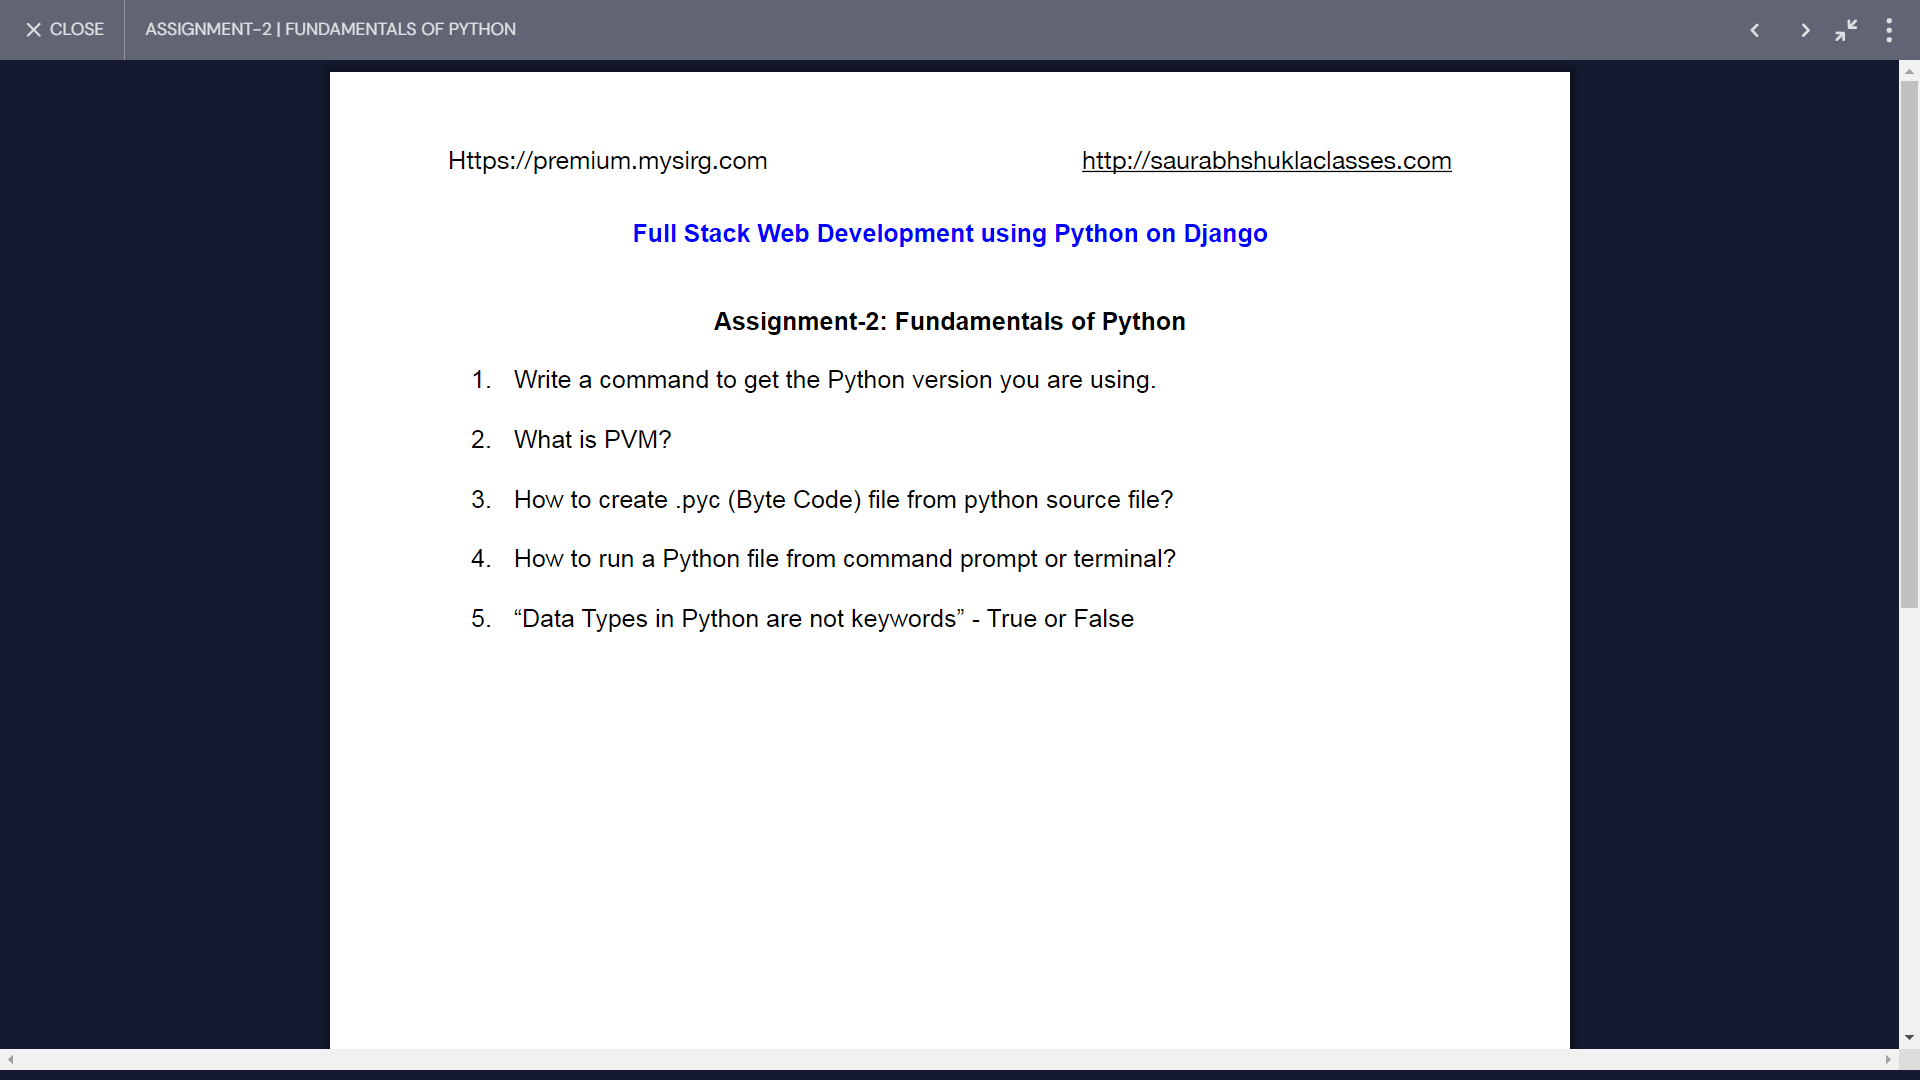 CLOSE
ASSIGNMENT-2 | FUNDAMENTALS OF PYTHON
Https://premium.mysirg.com
http://saurabhshuklaclasses.com
Full Stack Web Development using Python on Django
Assignment-2: Fundamentals of Python
1. Write a command to get the Python version you are using.
2. What is PVM?
3. How to create .pyc (Byte Code) file from python source file?
4. How to run a Python file from command prompt or terminal?
5. “Data Types in Python are not keywords” - True or False